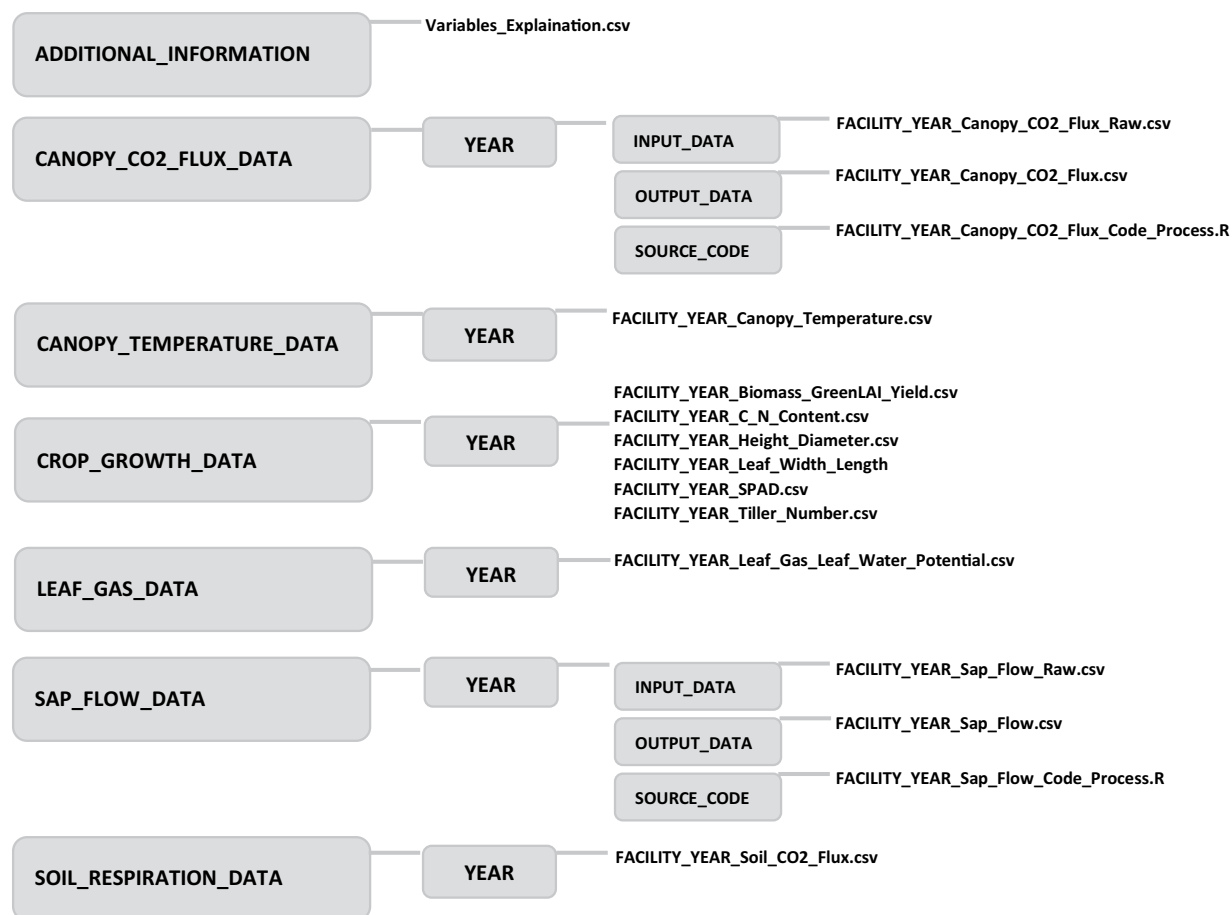 Variables_Explaination.csv
ADDITIONAL_INFORMATION
CANOPY_CO2_FLUX_DATA
YEAR
INPUT_DATA
FACILITY_YEAR_Canopy_CO2_Flux_Raw.csv
OUTPUT_DATA
FACILITY_YEAR_Canopy_CO2_Flux.csv
SOURCE_CODE
FACILITY_YEAR_Canopy_CO2_Flux_Code_Process.R
CANOPY_TEMPERATURE_DATA
YEAR
FACILITY_YEAR_Canopy_Temperature.csv
CROP_GROWTH_DATA
YEAR
FACILITY_YEAR_Biomass_GreenLAI_Yield.csv
FACILITY_YEAR_C_N_Content.csv
FACILITY_YEAR_Height_Diameter.csv
FACILITY_YEAR_Leaf_Width_Length
FACILITY_YEAR_SPAD.csv
FACILITY_YEAR_Tiller_Number.csv
LEAF_GAS_DATA
YEAR
FACILITY_YEAR_Leaf_Gas_Leaf_Water_Potential.csv
SAP_FLOW_DATA
YEAR
INPUT_DATA
FACILITY_YEAR_Sap_Flow_Raw.csv
OUTPUT_DATA
FACILITY_YEAR_Sap_Flow.csv
SOURCE_CODE
FACILITY_YEAR_Sap_Flow_Code_Process.R
SOIL_RESPIRATION_DATA
YEAR
FACILITY_YEAR_Soil_CO2_Flux.csv